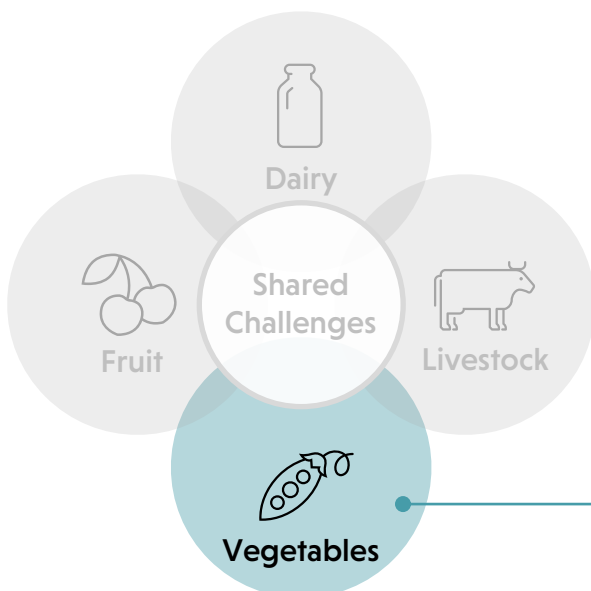 Dairy
Shared
Challenges
Fruit
Livestock
Vegetables